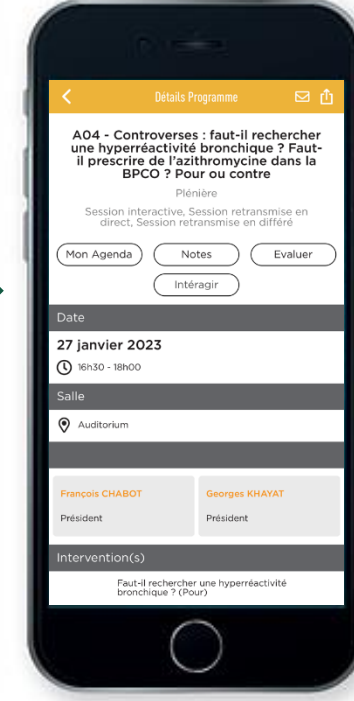 Détails Programme
A04 - Controverses : faut-il rechercher
une hyperréactivité bronchique ? Faut-
il prescrire de l'azithromycine dans la
BPCO ? Pour ou contre
Plénière
Session interactive, Session retransmise en
direct, Session retransmise en différé
Mon Agenda Notes Evaluer
Intéragir
Date
27 janvier 2023
16h30 - 18h00
Salle
Auditorium
François CHABOT Georges KHAYAT
Président Président
Intervention(s)
Faut-il rechercher une hyperréactivité
bronchique ? (Pour)